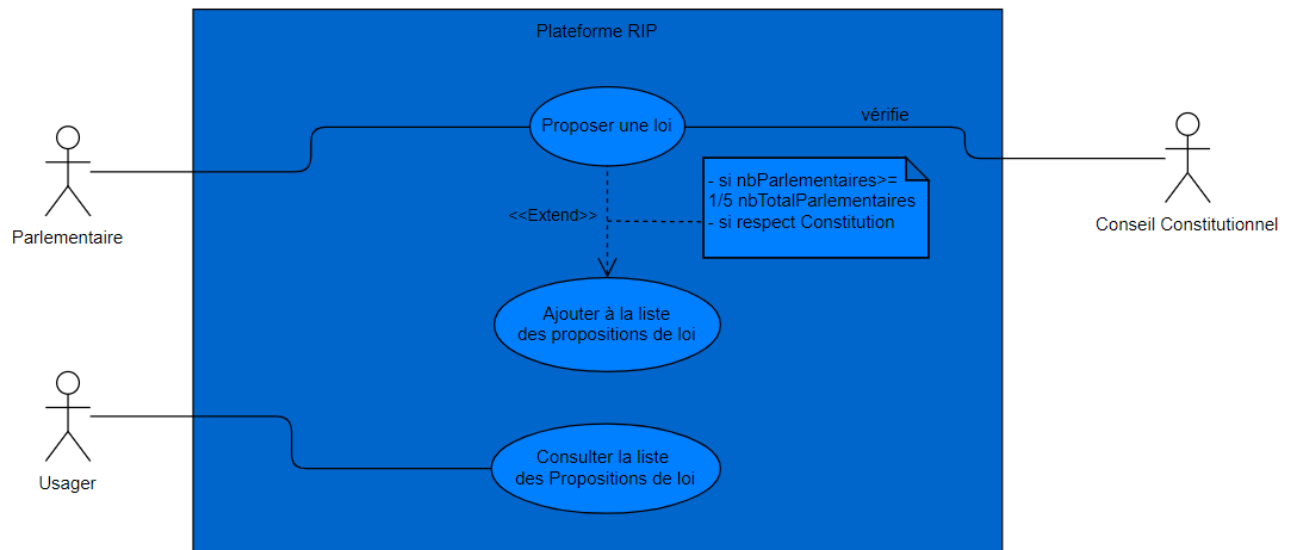 Plateforme RIP
Proposer une loi
vérifie
- si nbParlementaires>=
1/5 nbTotalParlementaires
- si respect Constitution
<<Extend>>
Parlementaire
Conseil Constitutionnel
Ajouter à la liste
des propositions de loi
Consulter la liste
des Propositions de loi
Usager